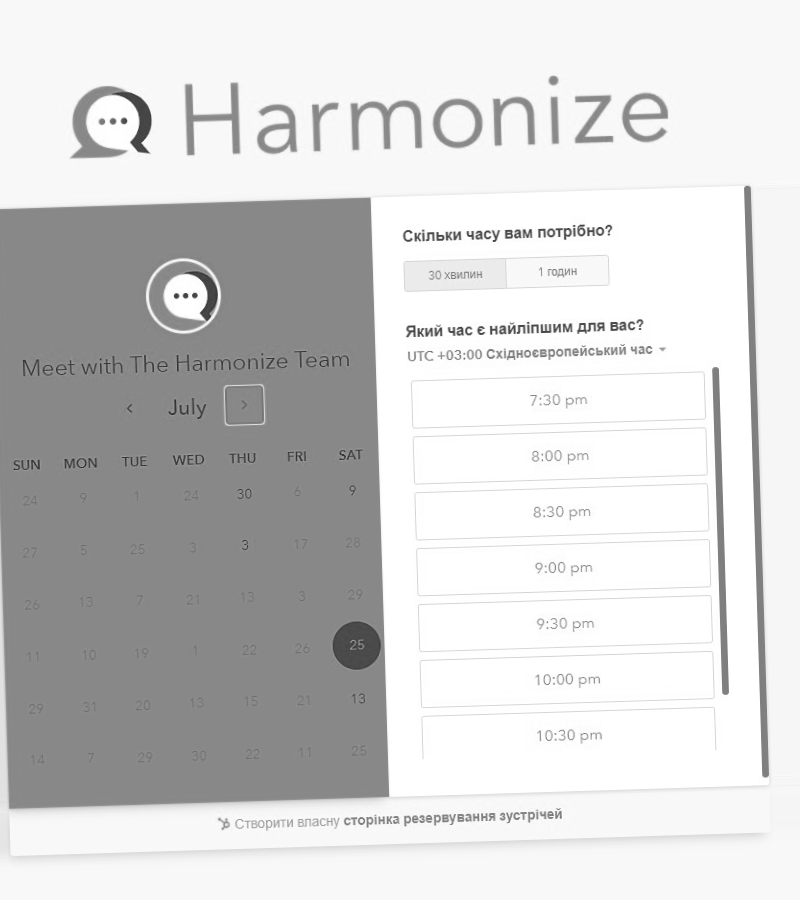 Harmonize
Meet with The Harmonize Team
July
SUN MON TUE WED THU FRI SAT
24 9 1 24 30 6 9
27 5 25 3 3 17 28
26 13 7 21 13 3 29
11 10 19 1 22 26 25
29 31 20 13 15 21 13
14 7 29 30 22 11 25
Скільки часу вам потрібно?
30 хвилин 1 годин
Який час є найліпшим для вас?
UTC +03:00 Східноєвропейський час
7:30 pm
8:00 pm
8:30 pm
9:00 pm
9:30 pm
10:00 pm
10:30 pm
Створити власну сторінка резервування зустрічей